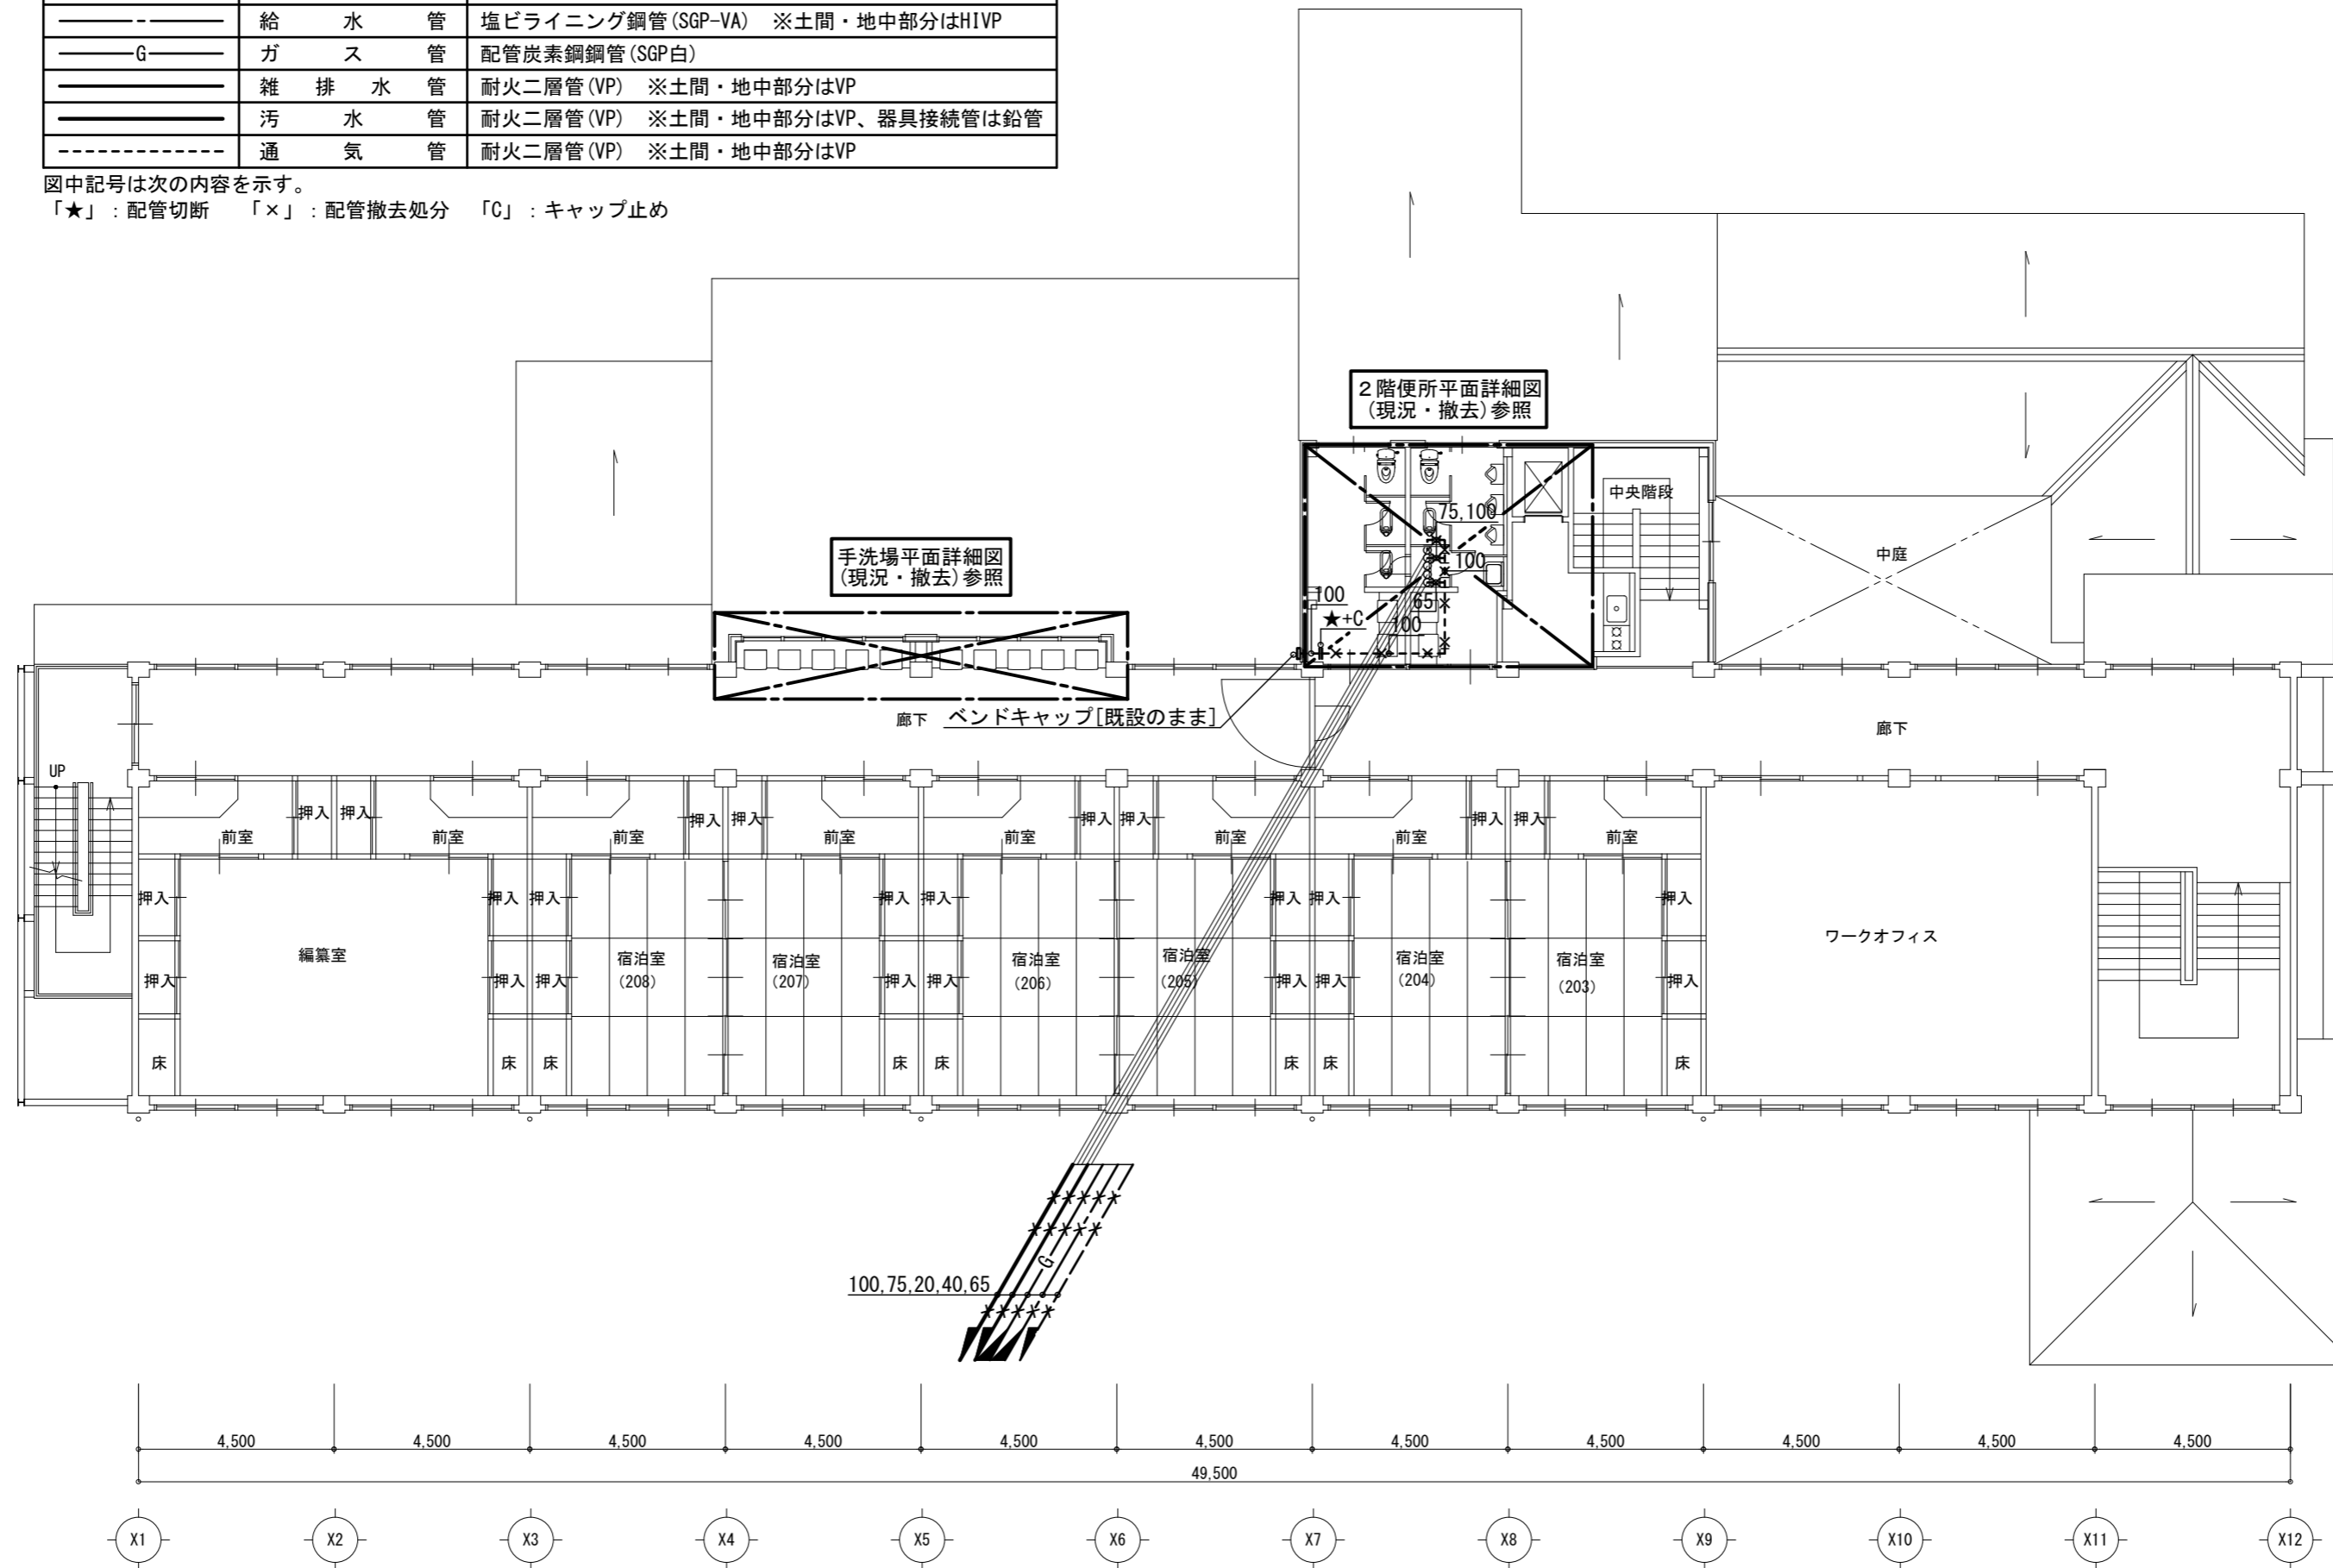 給 水 管 塩ビライニング鋼管(SGP-VA) ※土間・地中部分はHIVP
G ガ ス 管 配管炭素鋼鋼管(SGP白)
雑 排 水 管 耐火二層管(VP) ※土間・地中部分はVP
汚 水 管 耐火二層管(VP) ※土間・地中部分はVP、器具接続管は鉛管
通 気 管 耐火二層管(VP) ※土間・地中部分はVP
図中記号は次の内容を示す。
「★」：配管切断 「×」：配管撤去処分 「C」：キャップ止め
2階便所平面詳細図
(現況・撤去)参照
中央階段
75,100
手洗場平面詳細図
(現況・撤去)参照
中庭
100
100
65
★+C
100
廊下
ベンドキャップ[既設のまま]
廊下
UP
押入 押入 押入 押入 押入 押入 押入 押入
前室 前室 前室 前室 前室 前室 前室 前室
押入 押入 押入 押入 押入 押入 押入 押入
編纂室
宿泊室
(208)
宿泊室
(207)
宿泊室
(206)
宿泊室
(205)
宿泊室
(204)
宿泊室
(203)
ワークオフィス
押入 押入 押入 押入 押入 押入 押入 押入
床 床 床 床 床 床 床 床
G
100,75,20,40,65
4,500 4,500 4,500 4,500 4,500 4,500 4,500 4,500 4,500 4,500 4,500
49,500
X1 X2 X3 X4 X5 X6 X7 X8 X9 X10 X11 X12